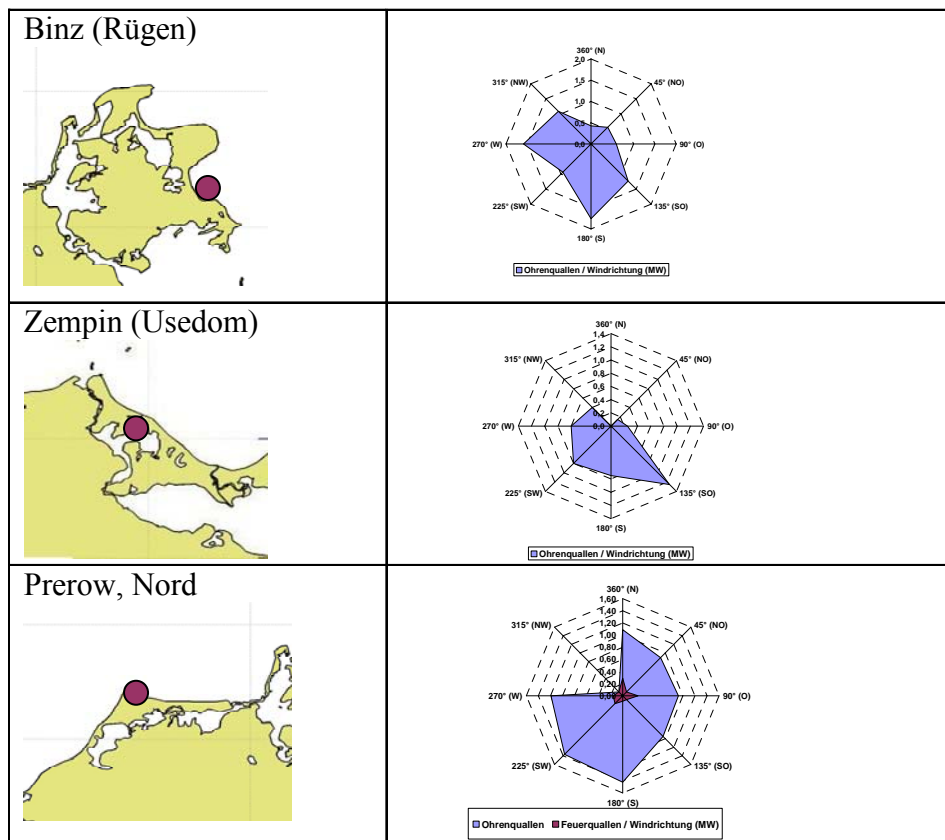 Binz (Rügen)
360° (N)
2,0
315° (NW)
45° (NO)
1,5
1,0
0,5
270° (W)
0,0
90° (O)
225° (SW)
135° (SO)
180° (S)
Ohrenquallen / Windrichtung (MW)
Zempin (Usedom)
360° (N)
1,4
1,2
315° (NW)
45° (NO)
1,0
0,8
0,6
0,4
0,2
270° (W)
0,0
90° (O)
225° (SW)
135° (SO)
180° (S)
Ohrenquallen / Windrichtung (MW)
Prerow, Nord
360° (N)
1,60
1,40
315° (NW)
45° (NO)
1,20
1,00
0,80
0,60
0,40
0,20
270° (W)
0,00
90° (O)
225° (SW)
135° (SO)
180° (S)
Ohrenquallen Feuerquallen / Windrichtung (MW)